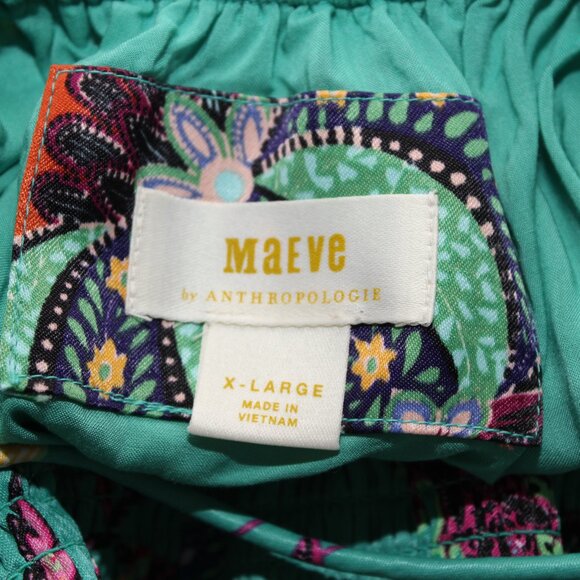 MaEve
by ANTHROPOLOGIE
X-LARGE
MADE IN
VIETNAM